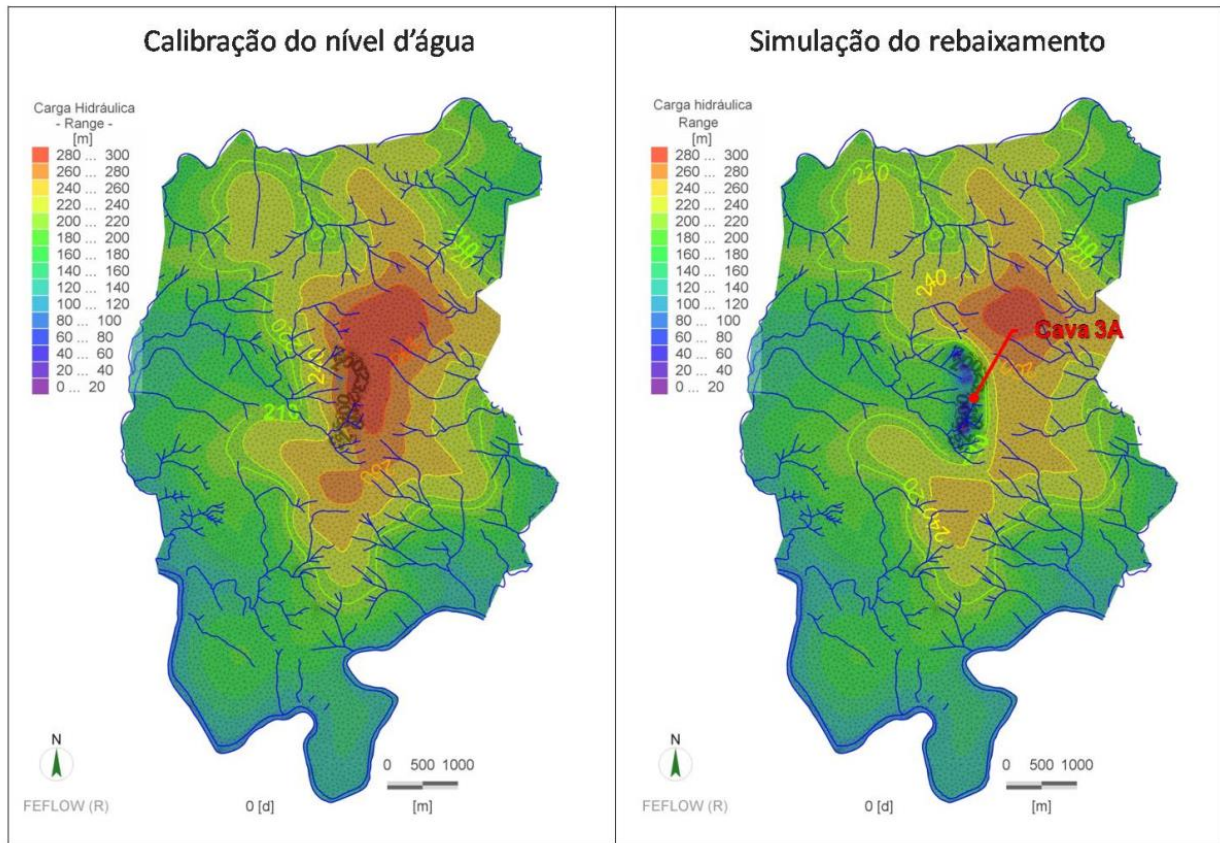 Calibração do nível d'água
Carga Hidráulica
- Range -
[m]
280 ... 300
260 ... 280
240 ... 260
220 ... 240
200 ... 220
180 ... 200
160 ... 180
140 ... 160
120 ... 140
100 ... 120
80 ... 100
60 ... 80
40 ... 60
20 ... 40
0 ... 20
N
FEFLOW (R)
0 [d]
0 500 1000
[m]
Simulação do rebaixamento
Carga hidráulica
Range
[m]
280 ... 300
260 ... 280
240 ... 260
220 ... 240
200 ... 220
180 ... 200
160 ... 180
140 ... 160
120 ... 140
100 ... 120
80 ... 100
60 ... 80
40 ... 60
20 ... 40
0 ... 20
240
Cava 3A
240
N
FEFLOW (R)
0 [d]
0 500 1000
[m]